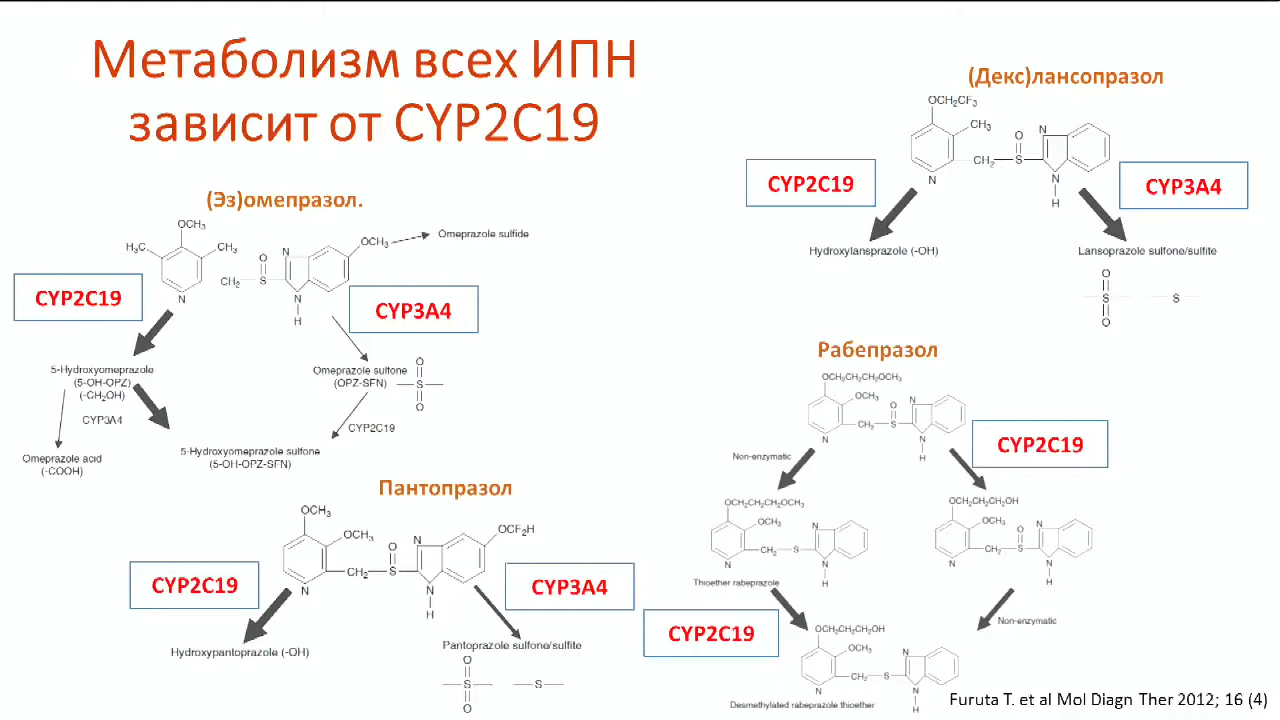 Метаболизм всех ИПН
зависит от CYP2C19
(Эз)омепразол.
OCH₃
H₃C
CH₃
N
CH₂
O
S
N
N
H
OCH₃
Omeprazole sulfide
CYP2C19
CYP3A4
5-Hydroxyomeprazole
(5-OH-OPZ)
(-CH₂OH)
CYP3A4
Omeprazole acid
(-COOH)
Omeprazole sulfone
(OPZ-SFN)
O
S
O
CYP2C19
5-Hydroxyomeprazole sulfone
(5-OH-OPZ-SFN)
Пантопразол
OCH₃
OCH₃
N
CH₂
O
S
N
N
H
OCF₂H
CYP2C19
CYP3A4
Hydroxypantoprazole (-OH)
Pantoprazole sulfone/sulfite
O
S
O
S
(Декс)лансопразол
OCH₂CF₃
CH₃
N
CH₂
O
S
N
N
H
CYP2C19
CYP3A4
Hydroxylansprazole (-OH)
Lansoprazole sulfone/sulfite
O
S
O
S
Рабепразол
OCH₂CH₂CH₂OCH₃
OCH₃
N
CH₂
O
S
N
N
H
Non-enzymatic
CYP2C19
OCH₂CH₂CH₂OCH₃
OCH₃
N
CH₂
S
N
N
H
Thioether rabeprazole
OCH₂CH₂CH₂OH
OCH₃
N
CH₂
O
S
N
N
H
CYP2C19
Non-enzymatic
OCH₂CH₂CH₂OH
OCH₃
N
CH₂
S
N
N
H
Desmethylated rabeprazole thioether
Furuta T. et al Mol Diagn Ther 2012; 16 (4)